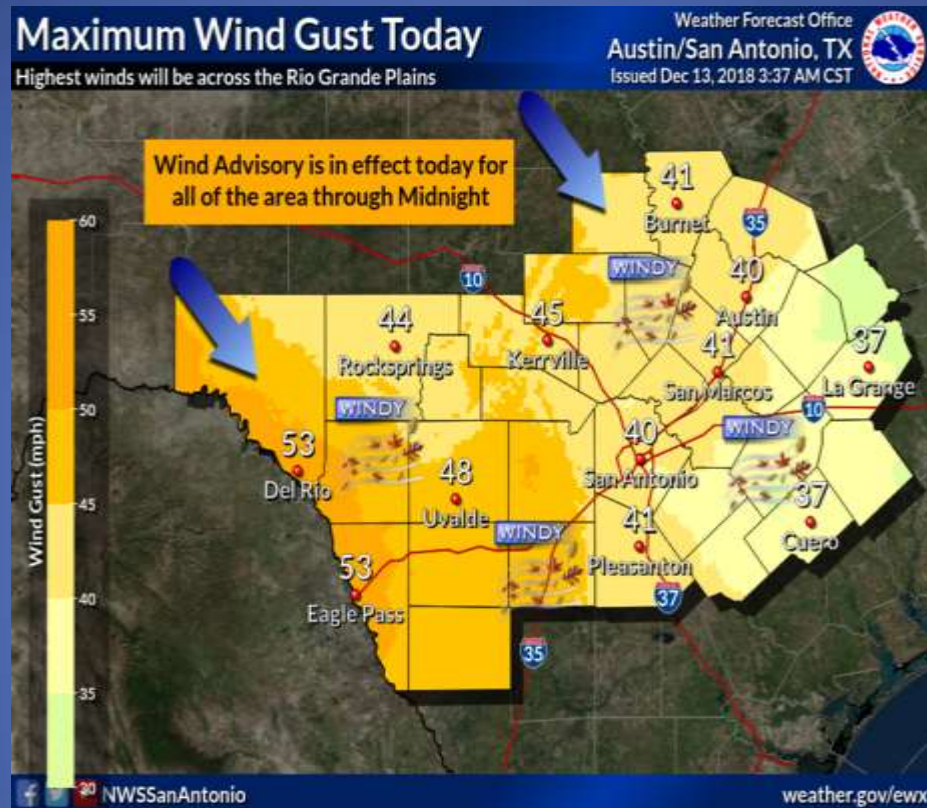 Maximum Wind Gust Today
Highest winds will be across the Rio Grande Plains
Weather Forecast Office
Austin/San Antonio, TX
Issued Dec 13, 2018 3:37 AM CST
NATIONAL WEATHER SERVICE
Wind Advisory is in effect today for
all of the area through Midnight
41
Burnet
35
WINDY
40
Austin
10
44
Rocksprings
45
Kerrville
41
San Marcos
37
La Grange
10
WINDY
WINDY
53
Del Rio
48
Uvalde
40
San Antonio
37
Cuero
WINDY
41
Pleasanton
53
Eagle Pass
37
35
Wind Gust (mph)
60
55
50
45
40
35
30
NWSSanAntonio
weather.gov/ewx